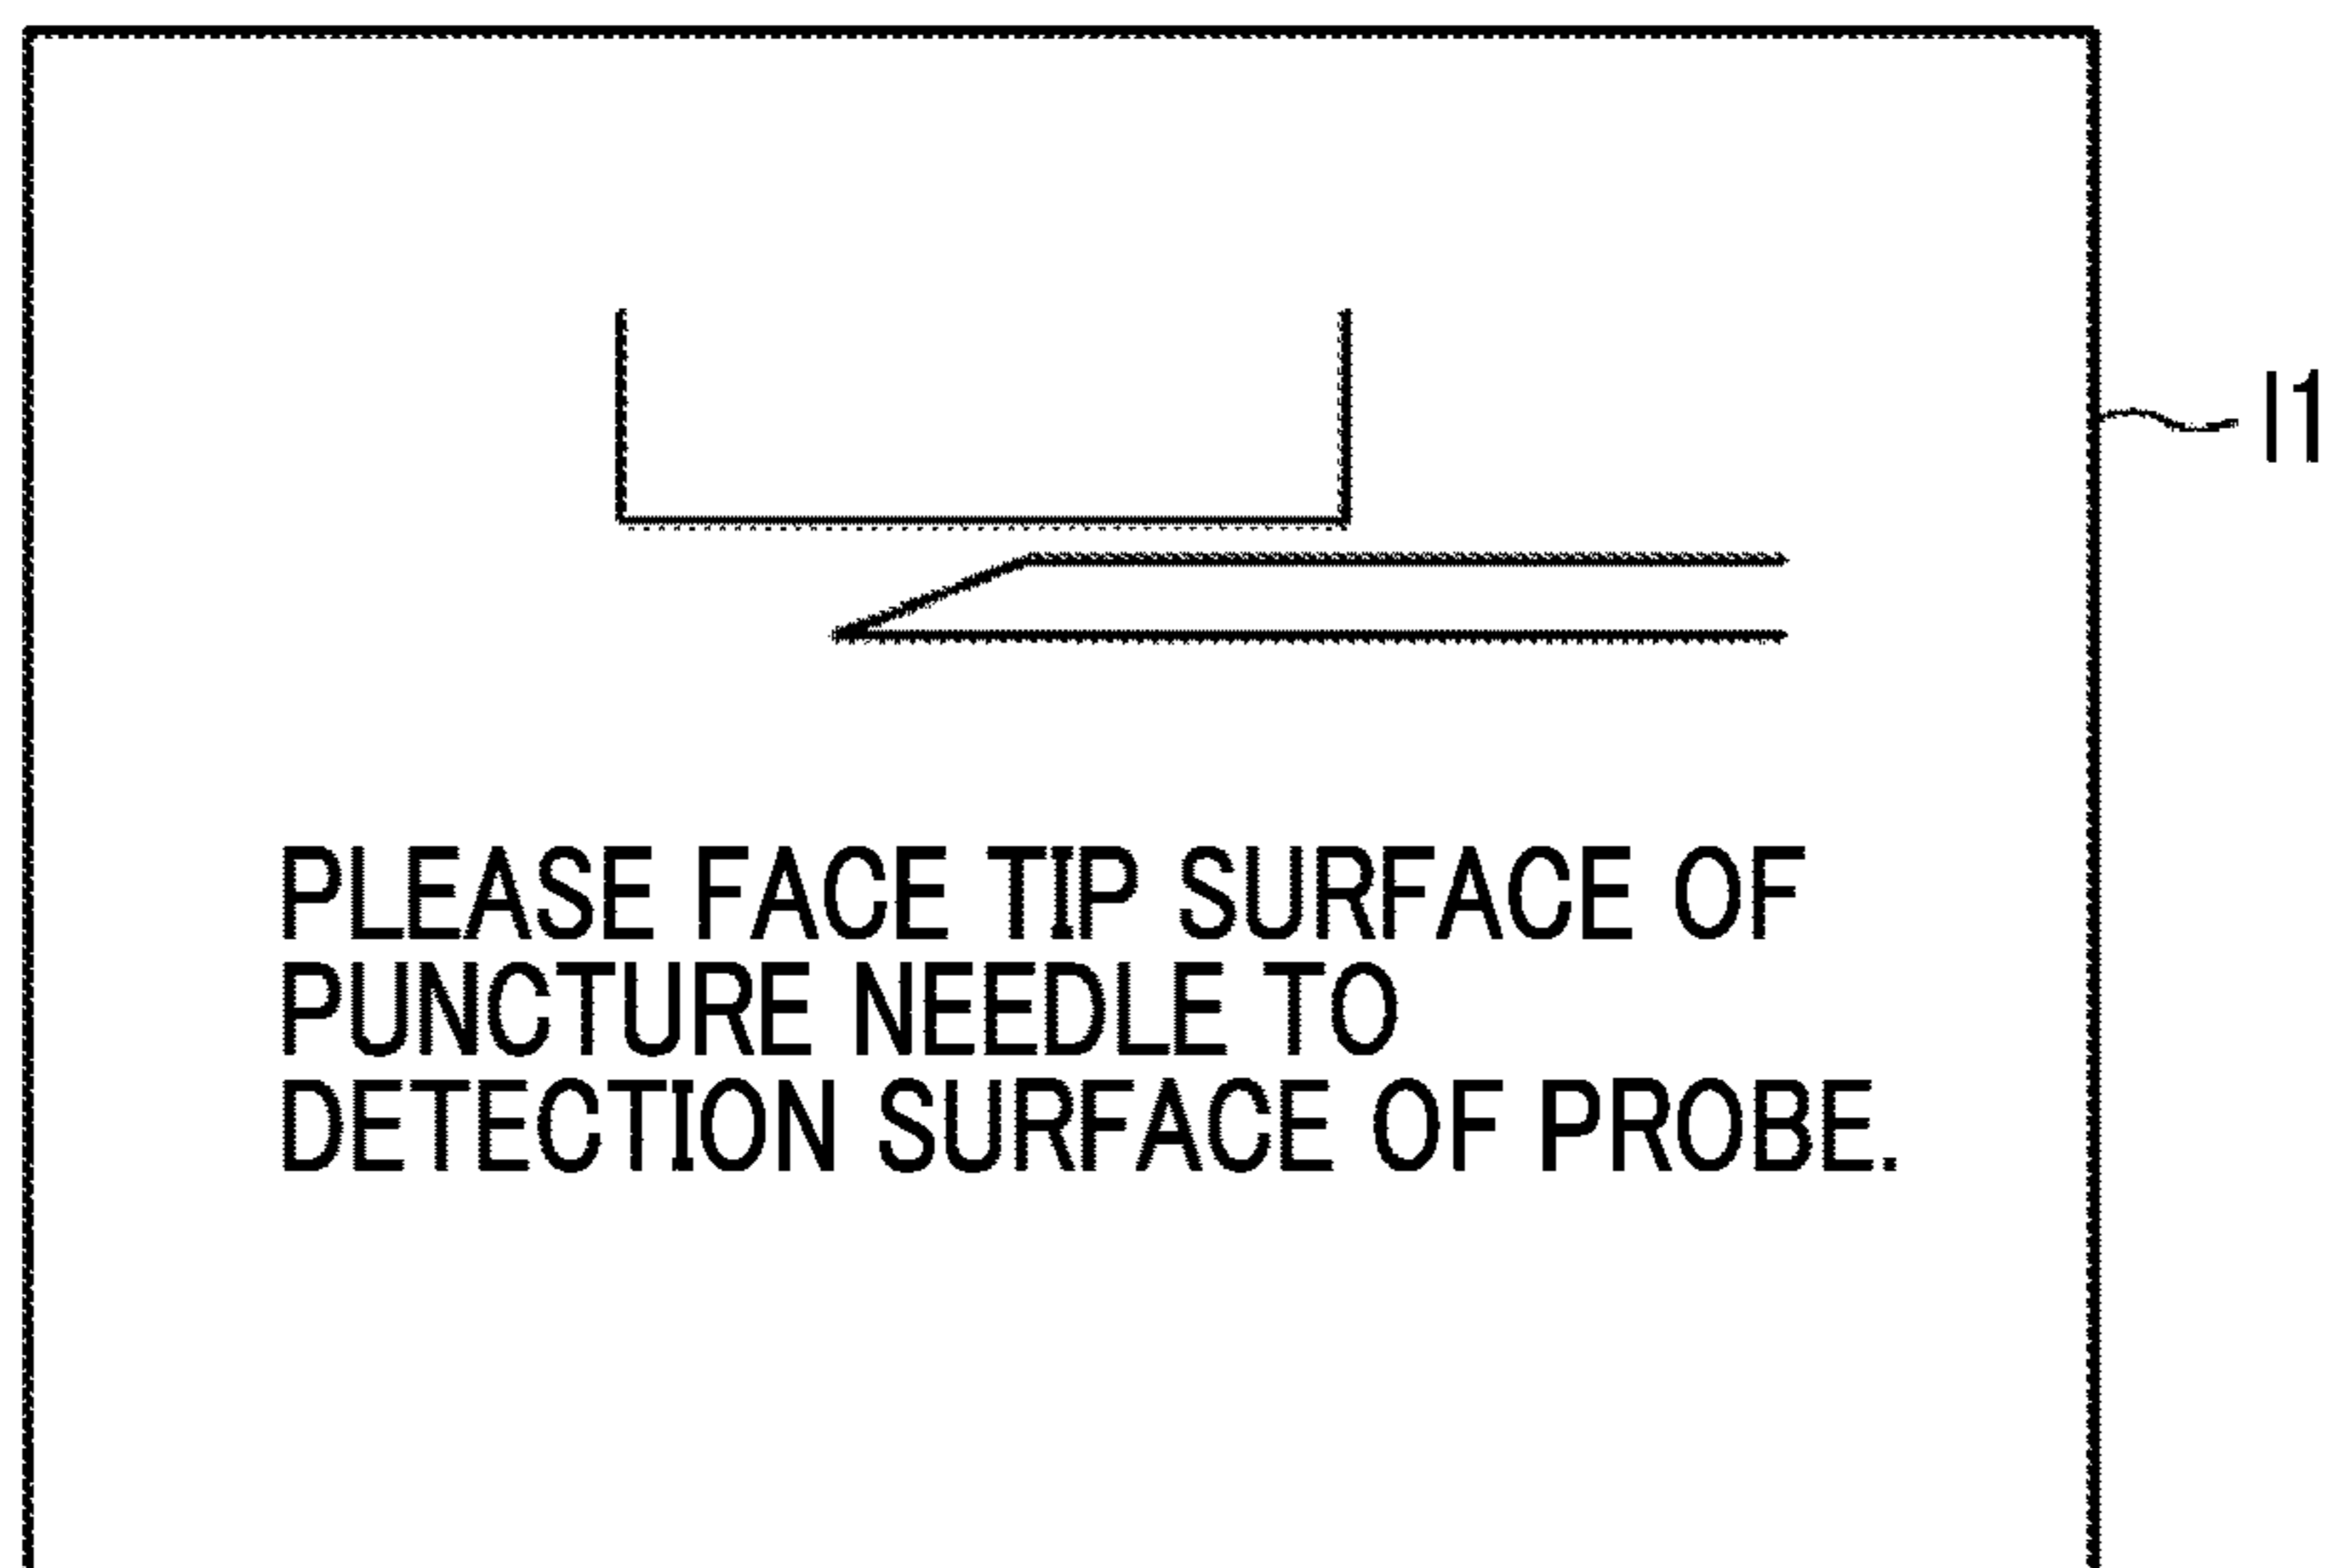 I1
PLEASE FACE TIP SURFACE OF
PUNCTURE NEEDLE TO
DETECTION SURFACE OF PROBE.